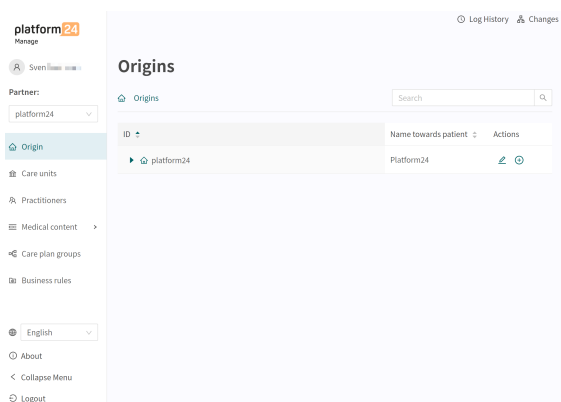 Log History Changes
platform24
Manage
Sven
Origins
Partner:
Origins
Search
platform24
ID Name towards patient Actions
Origin
platform24 Platform24
Care units
Practitioners
Medical content
Care plan groups
Business rules
English
About
Collapse Menu
Logout